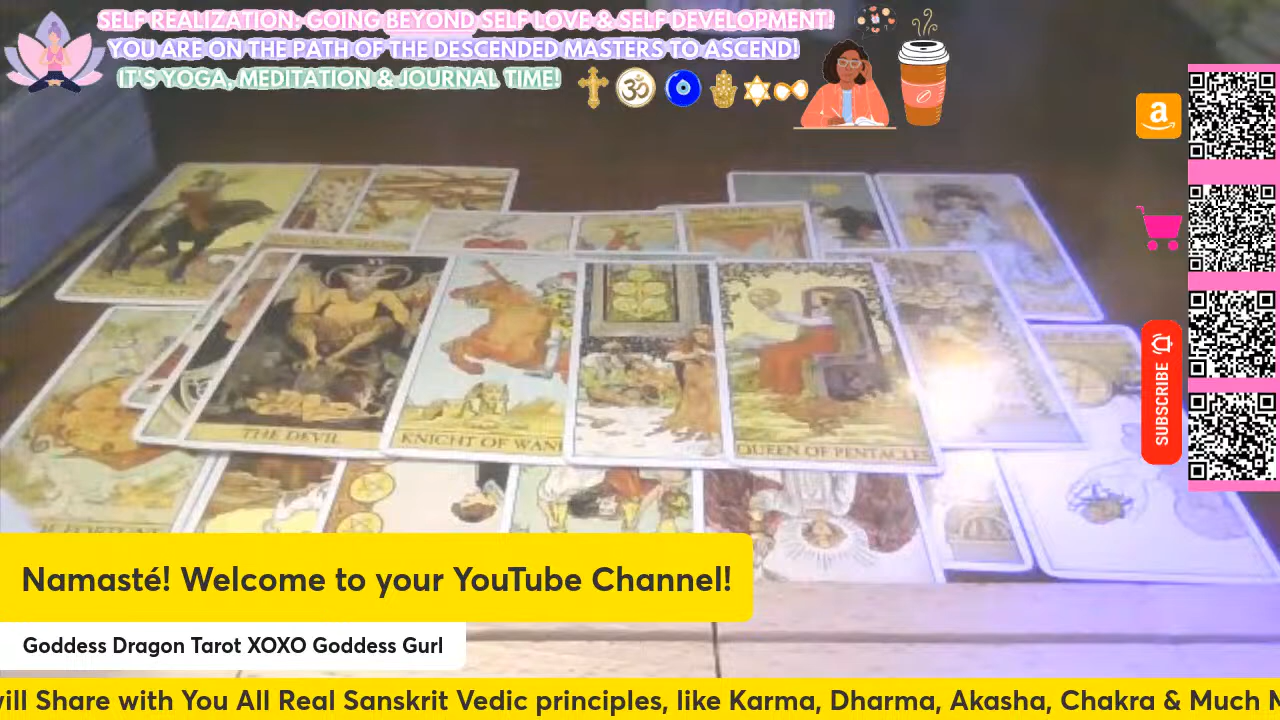 SELF REALIZATION: GOING BEYOND SELF LOVE & SELF DEVELOPMENT!
YOU ARE ON THE PATH OF THE DESCENDED MASTERS TO ASCEND!
IT'S YOGA, MEDITATION & JOURNAL TIME!
a
SUBSCRIBE
XV
THE DEVIL
KNIGHT OF WAN
QUEEN OF PENTACLES
Namasté! Welcome to your YouTube Channel!
Goddess Dragon Tarot XOXO Goddess Gurl
will Share with You All Real Sanskrit Vedic principles, like Karma, Dharma, Akasha, Chakra & Much M